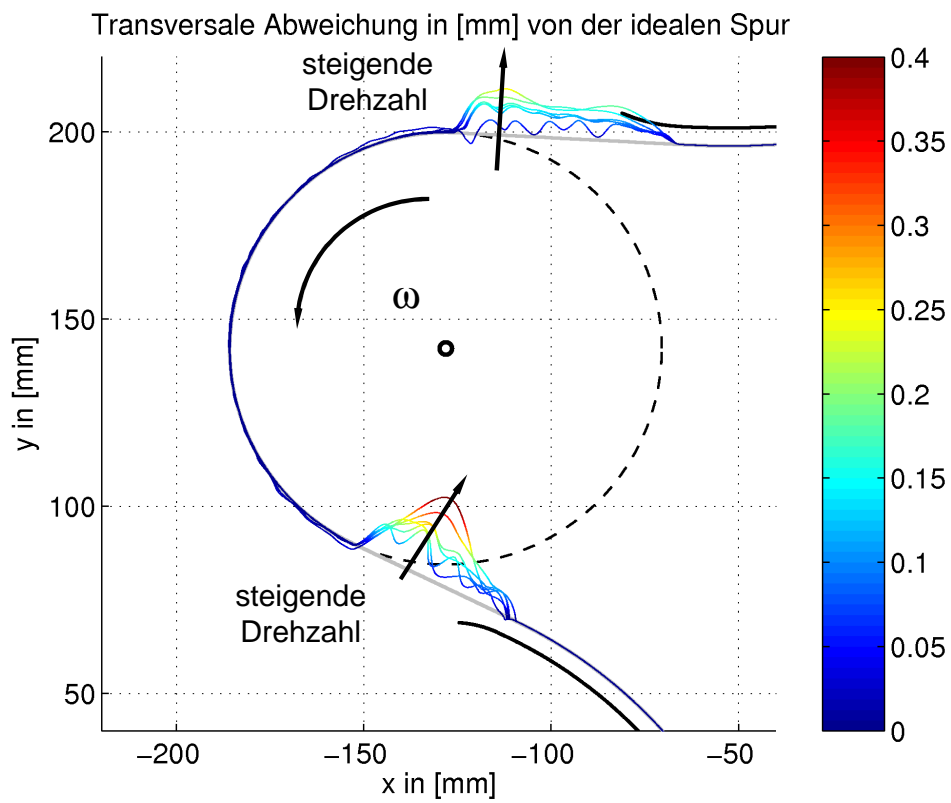 Transversale Abweichung in [mm] von der idealen Spur
steigende
Drehzahl
200
150
100
50
y in [mm]
ω
steigende
Drehzahl
−200
−150
−100
−50
x in [mm]
0.4
0.35
0.3
0.25
0.2
0.15
0.1
0.05
0